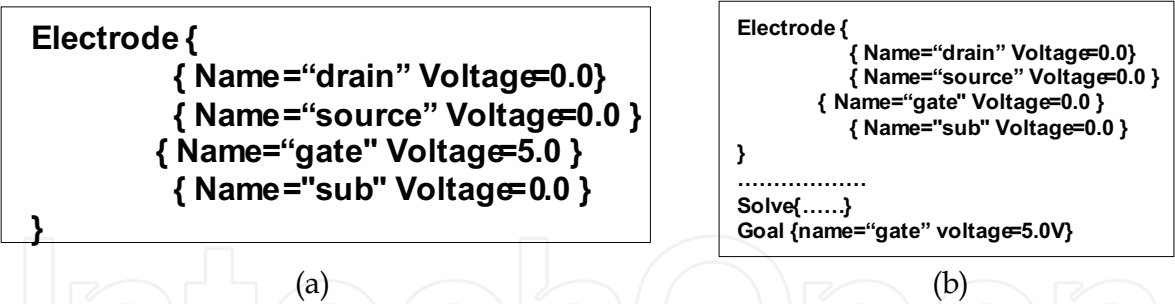 Electrode {
{ Name=“drain” Voltage=0.0}
{ Name=“source” Voltage=0.0 }
{ Name=“gate" Voltage=5.0 }
{ Name="sub" Voltage=0.0 }
}
(a)
Electrode {
{ Name=“drain” Voltage=0.0}
{ Name=“source” Voltage=0.0 }
{ Name=“gate" Voltage=0.0 }
{ Name="sub" Voltage=0.0 }
}
………………
Solve{……}
Goal {name=“gate” voltage=5.0V}
(b)